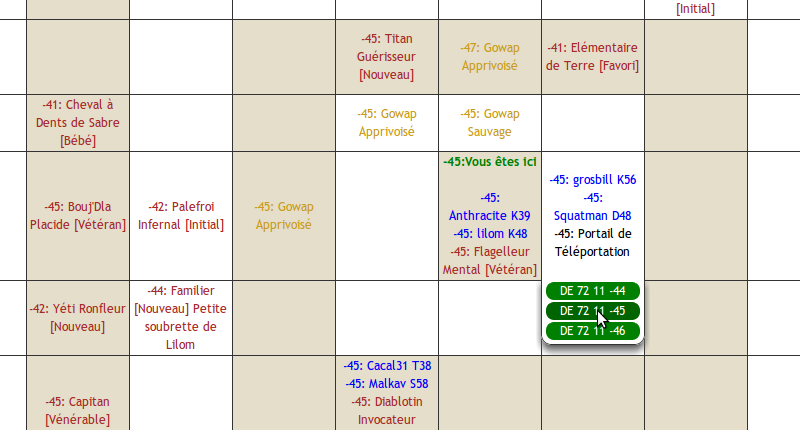 [Initial]
-45: Titan
Guérisseur
[Nouveau]
-47: Gowap
Apprivoisé
-41: Elémentaire
de Terre [Favori]
-41: Cheval à
Dents de Sabre
[Bébé]
-45: Gowap
Apprivoisé
-45: Gowap
Sauvage
-45: Bouj'Dla
Placide [Vétéran]
-42: Palefroi
Infernal [Initial]
-45: Gowap
Apprivoisé
-45:Vous êtes ici
-45:
Anthracite K39
-45: lilom K48
-45: Flagelleur
Mental [Vétéran]
-45: grosbill K56
-45:
Squatman D48
-45: Portail de
Téléportation
DE 72 11 -44
DE 72 11 -45
DE 72 11 -46
-42: Yéti Ronfleur
[Nouveau]
-44: Familier
[Nouveau] Petite
soubrette de
Lilom
-45: Capitan
[Vénérable]
-45: Cacal31 T38
-45: Malkav S58
-45: Diablotin
Invocateur